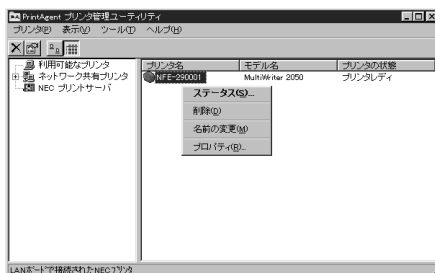 PrintAgent プリンタ管理ユーティリティ
プリンタ(P) 表示(V) ツール(T) ヘルプ(H)
利用可能なプリンタ
ネットワーク共有プリンタ
NEC プリントサーバ
プリンタ名 モデル名 プリンタの状態
NFE-290001 MultiWriter 2050 プリンタレディ
ステータス(S)...
削除(D)
名前の変更(M)
プロパティ(R)...
LANボードで接続されたNECプリンタ